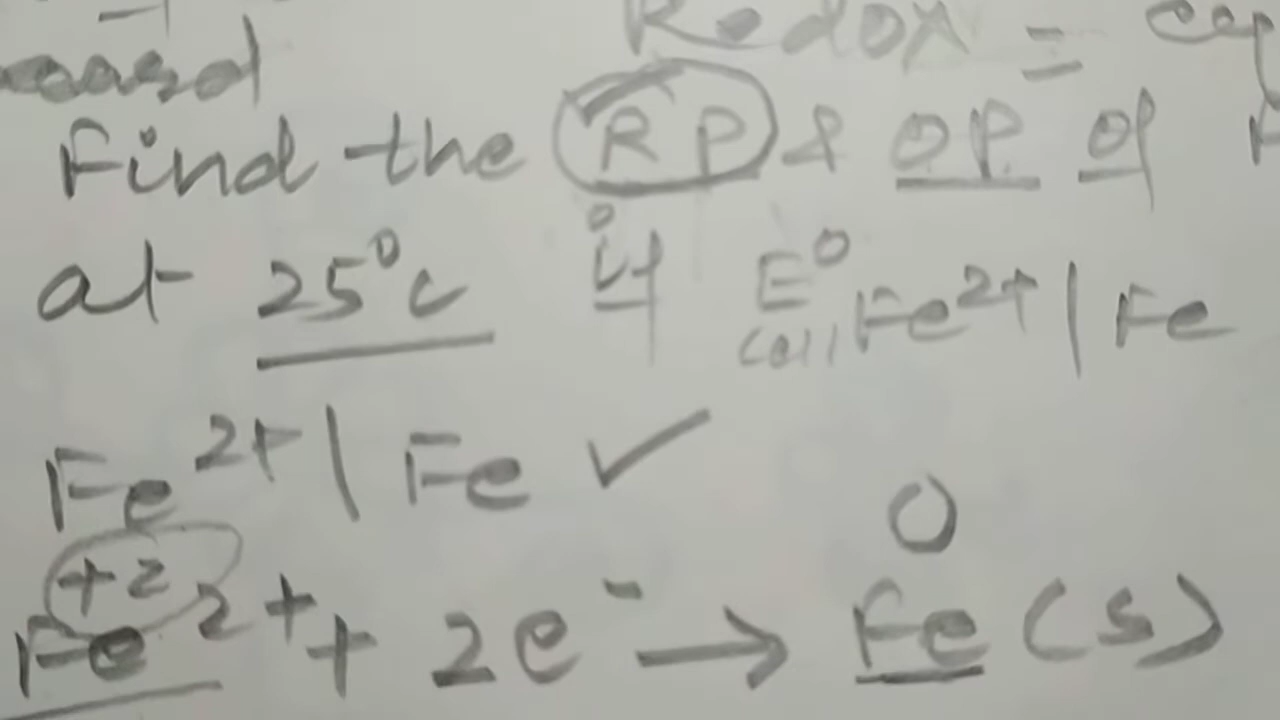 Redox =
Find the RP & OP of
at 25°c if E° cell Fe²⁺ | Fe
Fe²⁺ | Fe ✓
+2 0
Fe²⁺ + 2e⁻ → Fe (s)